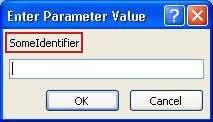 Enter Parameter Value
?
SomeIdentifier
OK
Cancel